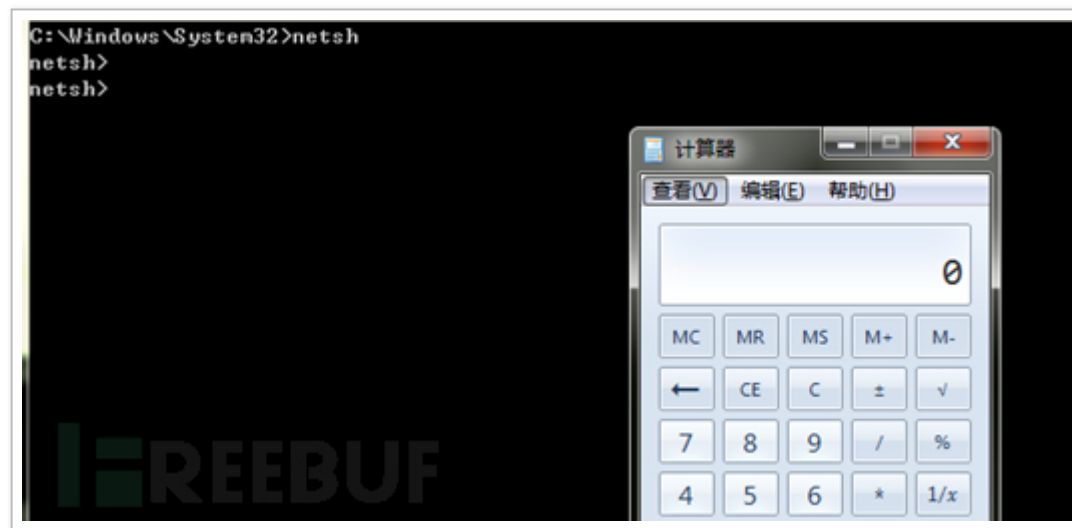 C:\Windows\System32>netsh
netsh>
netsh>
计算器
查看(V) 编辑(E) 帮助(H)
0
MC MR MS M+ M-
← CE C ± √
7 8 9 / %
4 5 6 * 1/x
FREEBUF